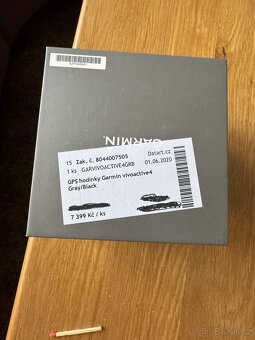 GARMIN
15 Zak. č. 8044007505 Datart.cz
1 ks GARVIVOACTIVE4GRB 01.06.2020
GPS hodinky Garmin vivoactive4
Gray/Black
7 399 Kč / ks